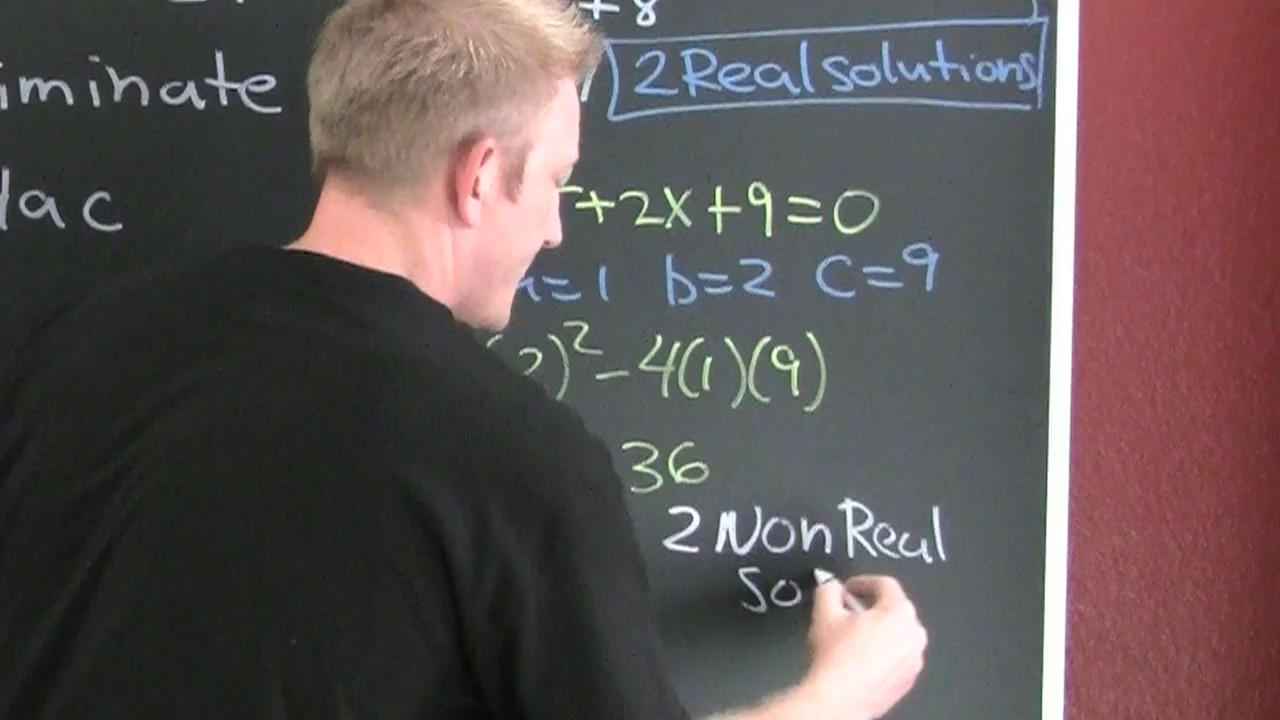 +8
iminate
2 Real solutions
4ac
+2x+9=0
a=1 b=2 c=9
(2)²-4(1)(9)
36
2 Non Real
So